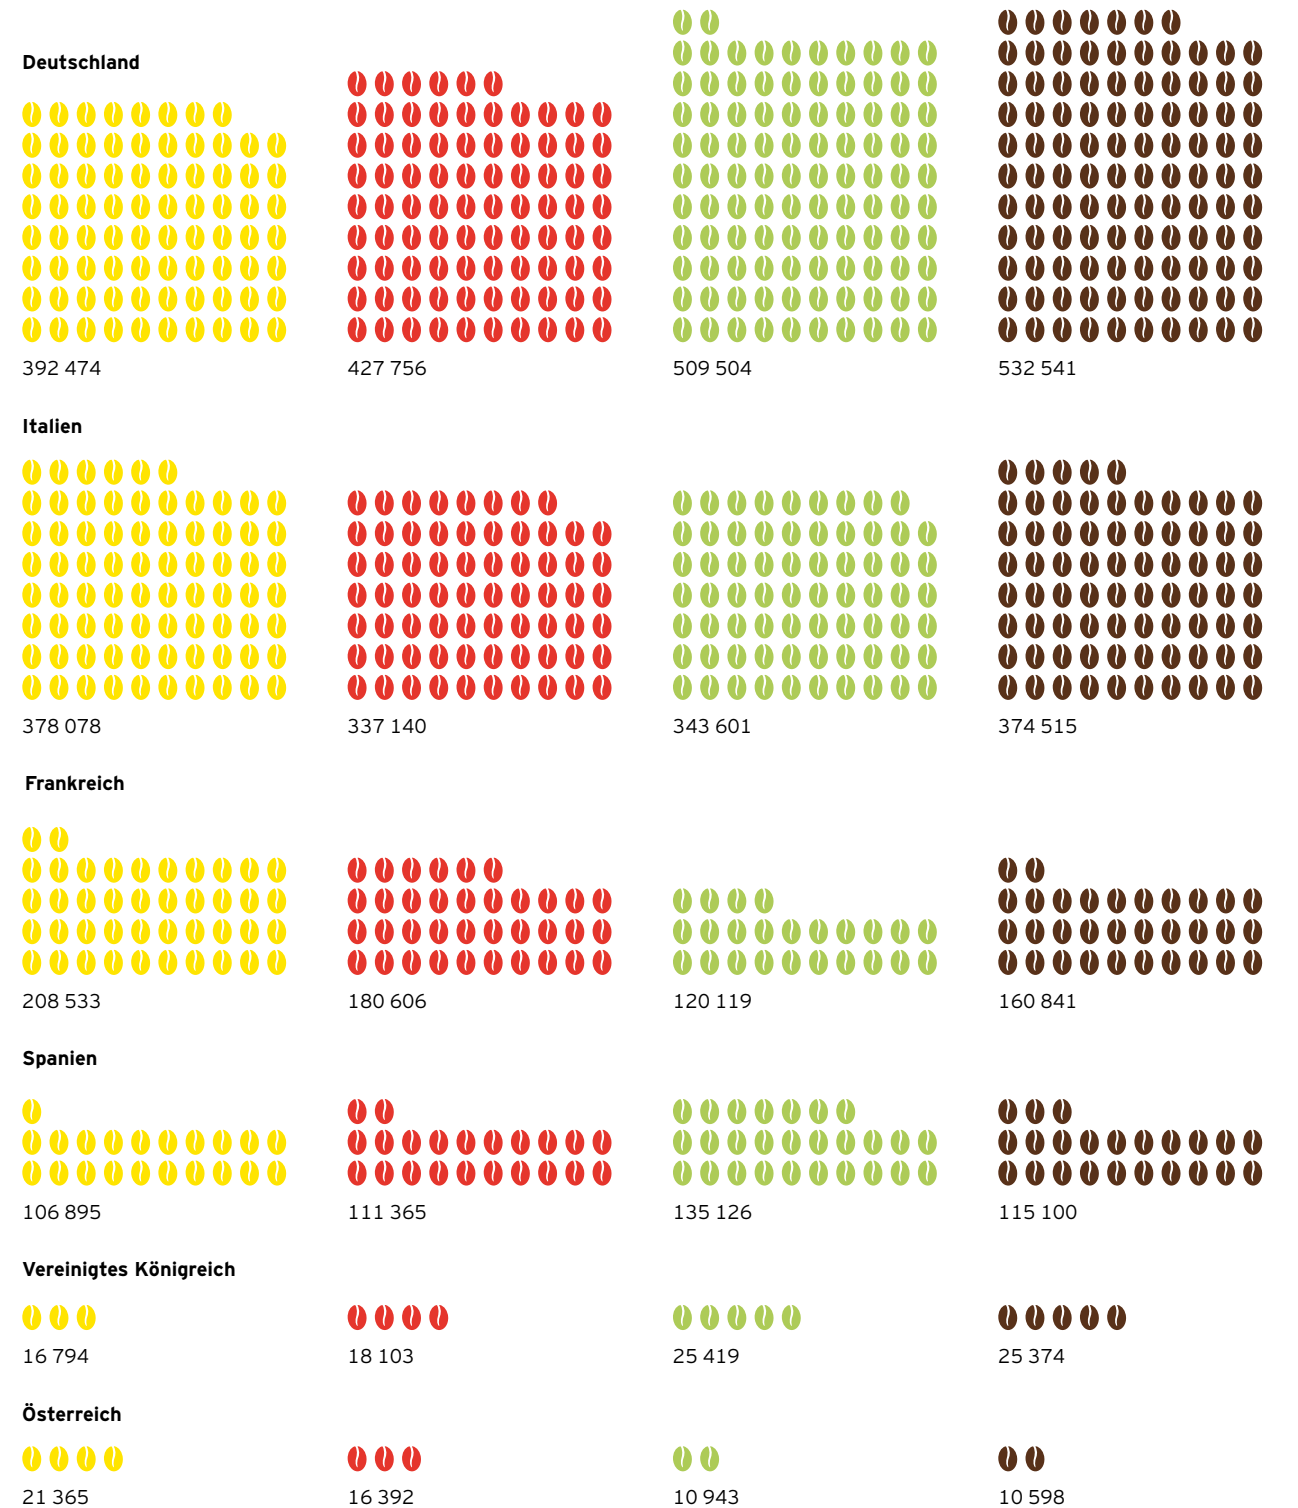 Deutschland
392 474 427 756 509 504 532 541
Italien
378 078 337 140 343 601 374 515
Frankreich
208 533 180 606 120 119 160 841
Spanien
106 895 111 365 135 126 115 100
Vereinigtes Königreich
16 794 18 103 25 419 25 374
Österreich
21 365 16 392 10 943 10 598